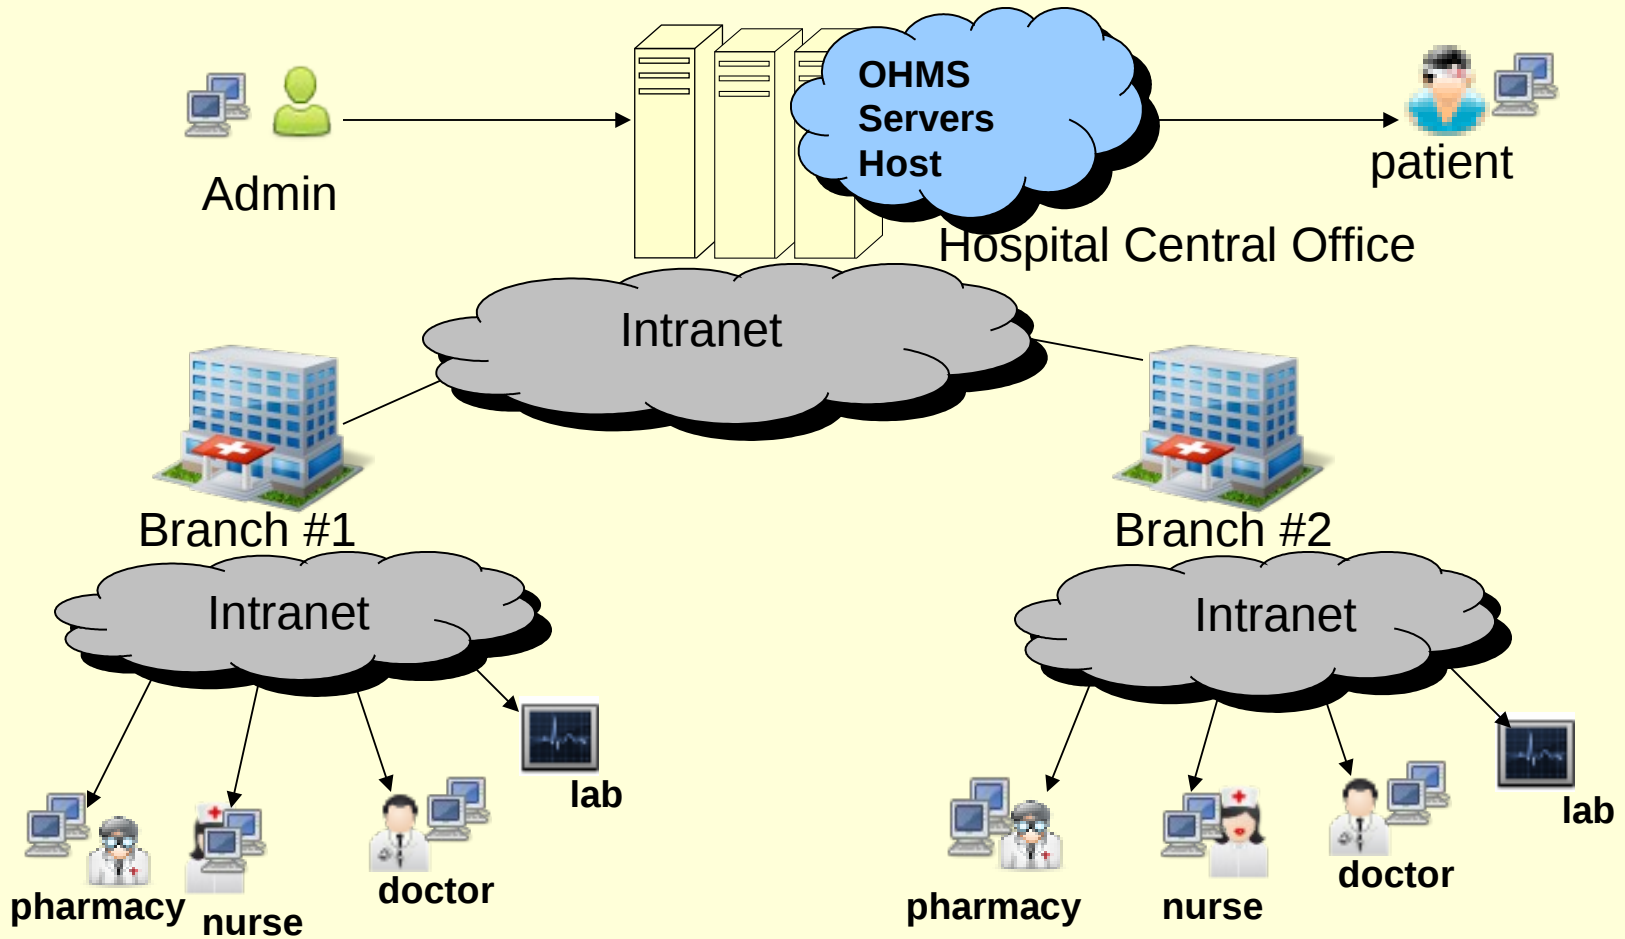 OHMS
Servers
Host
Admin
patient
Hospital Central Office
Intranet
Branch #1
Branch #2
Intranet
Intranet
lab
lab
pharmacy
nurse
doctor
pharmacy
nurse
doctor